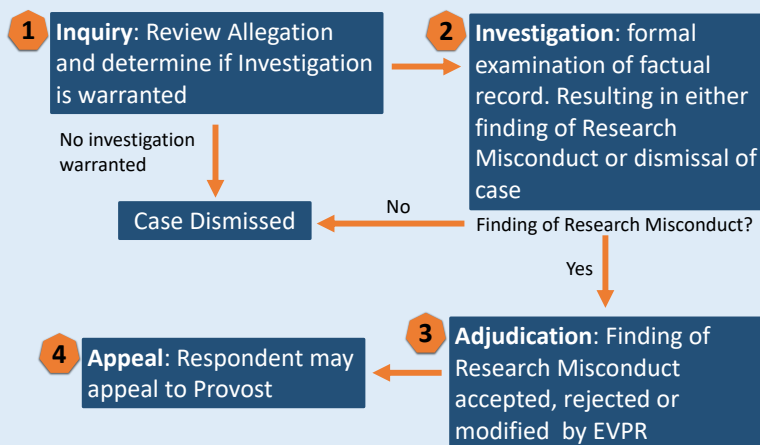 1
Inquiry: Review Allegation
and determine if Investigation
is warranted
2
Investigation: formal
examination of factual
record. Resulting in either
finding of Research
Misconduct or dismissal of
case
No investigation
warranted
Case Dismissed
No
Finding of Research Misconduct?
Yes
3
Adjudication: Finding of
Research Misconduct
accepted, rejected or
modified by EVPR
4
Appeal: Respondent may
appeal to Provost